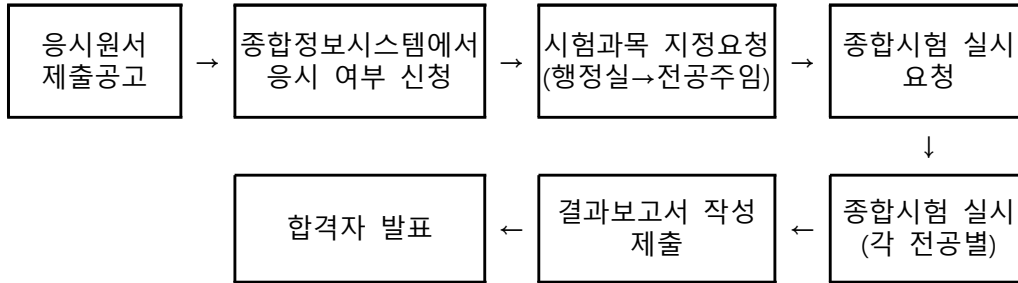 응시원서
제출공고
→
종합정보시스템에서
응시 여부 신청
→
시험과목 지정요청
(행정실→전공주임)
→
종합시험 실시
요청
↓
종합시험 실시
(각 전공별)
←
결과보고서 작성
제출
←
합격자 발표